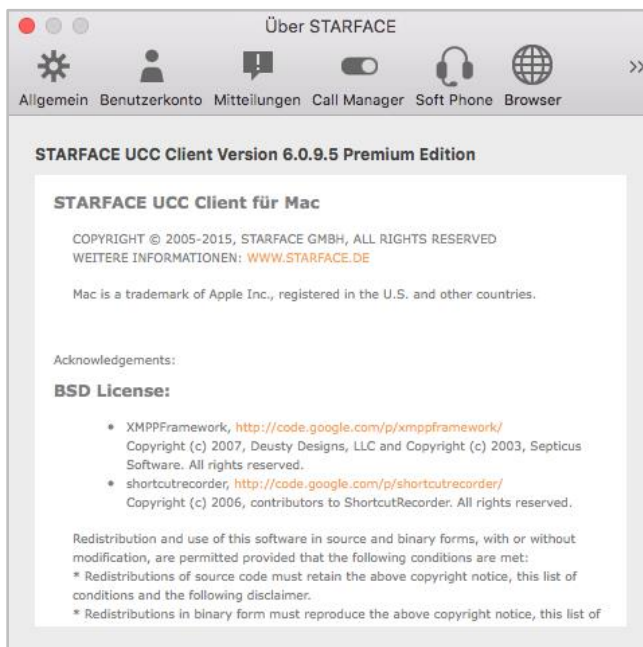 Über STARFACE
Allgemein Benutzerkonto Mitteilungen Call Manager Soft Phone Browser
STARFACE UCC Client Version 6.0.9.5 Premium Edition
STARFACE UCC Client für Mac
COPYRIGHT © 2005-2015, STARFACE GMBH, ALL RIGHTS RESERVED
WEITERE INFORMATIONEN: WWW.STARFACE.DE
Mac is a trademark of Apple Inc., registered in the U.S. and other countries.
Acknowledgements:
BSD License:
• XMPPFramework, http://code.google.com/p/xmppframework/
Copyright (c) 2007, Deusty Designs, LLC and Copyright (c) 2003, Septicus
Software. All rights reserved.
• shortcutrecorder, http://code.google.com/p/shortcutrecorder/
Copyright (c) 2006, contributors to ShortcutRecorder. All rights reserved.
Redistribution and use of this software in source and binary forms, with or without
modification, are permitted provided that the following conditions are met:
* Redistributions of source code must retain the above copyright notice, this list of
conditions and the following disclaimer.
* Redistributions in binary form must reproduce the above copyright notice, this list of